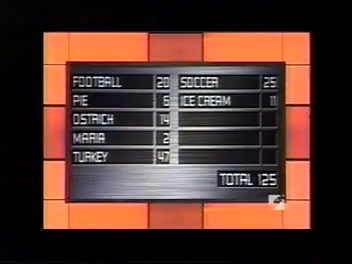 FOOTBALL 20 SOCCER 25
PIE 6 ICE CREAM 11
OSTRICH 14
MARIA 2
TURKEY 47
TOTAL 125